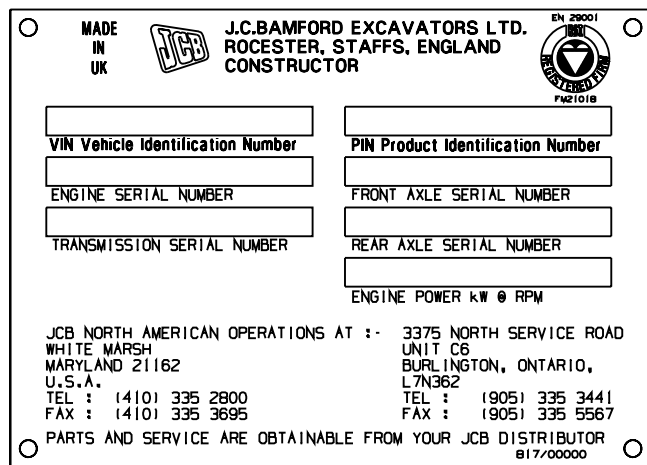 MADE
IN
UK
JCB
J.C.BAMFORD EXCAVATORS LTD.
ROCESTER, STAFFS, ENGLAND
CONSTRUCTOR
EN 29001
BSI
REGISTERED FIRM
FM21018
VIN Vehicle Identification Number
PIN Product Identification Number
ENGINE SERIAL NUMBER
FRONT AXLE SERIAL NUMBER
TRANSMISSION SERIAL NUMBER
REAR AXLE SERIAL NUMBER
ENGINE POWER kW @ RPM
JCB NORTH AMERICAN OPERATIONS AT :-
WHITE MARSH
MARYLAND 21162
U.S.A.
TEL : (410) 335 2800
FAX : (410) 335 3695
3375 NORTH SERVICE ROAD
UNIT C6
BURLINGTON, ONTARIO,
L7N362
TEL : (905) 335 3441
FAX : (905) 335 5567
PARTS AND SERVICE ARE OBTAINABLE FROM YOUR JCB DISTRIBUTOR
817/00000